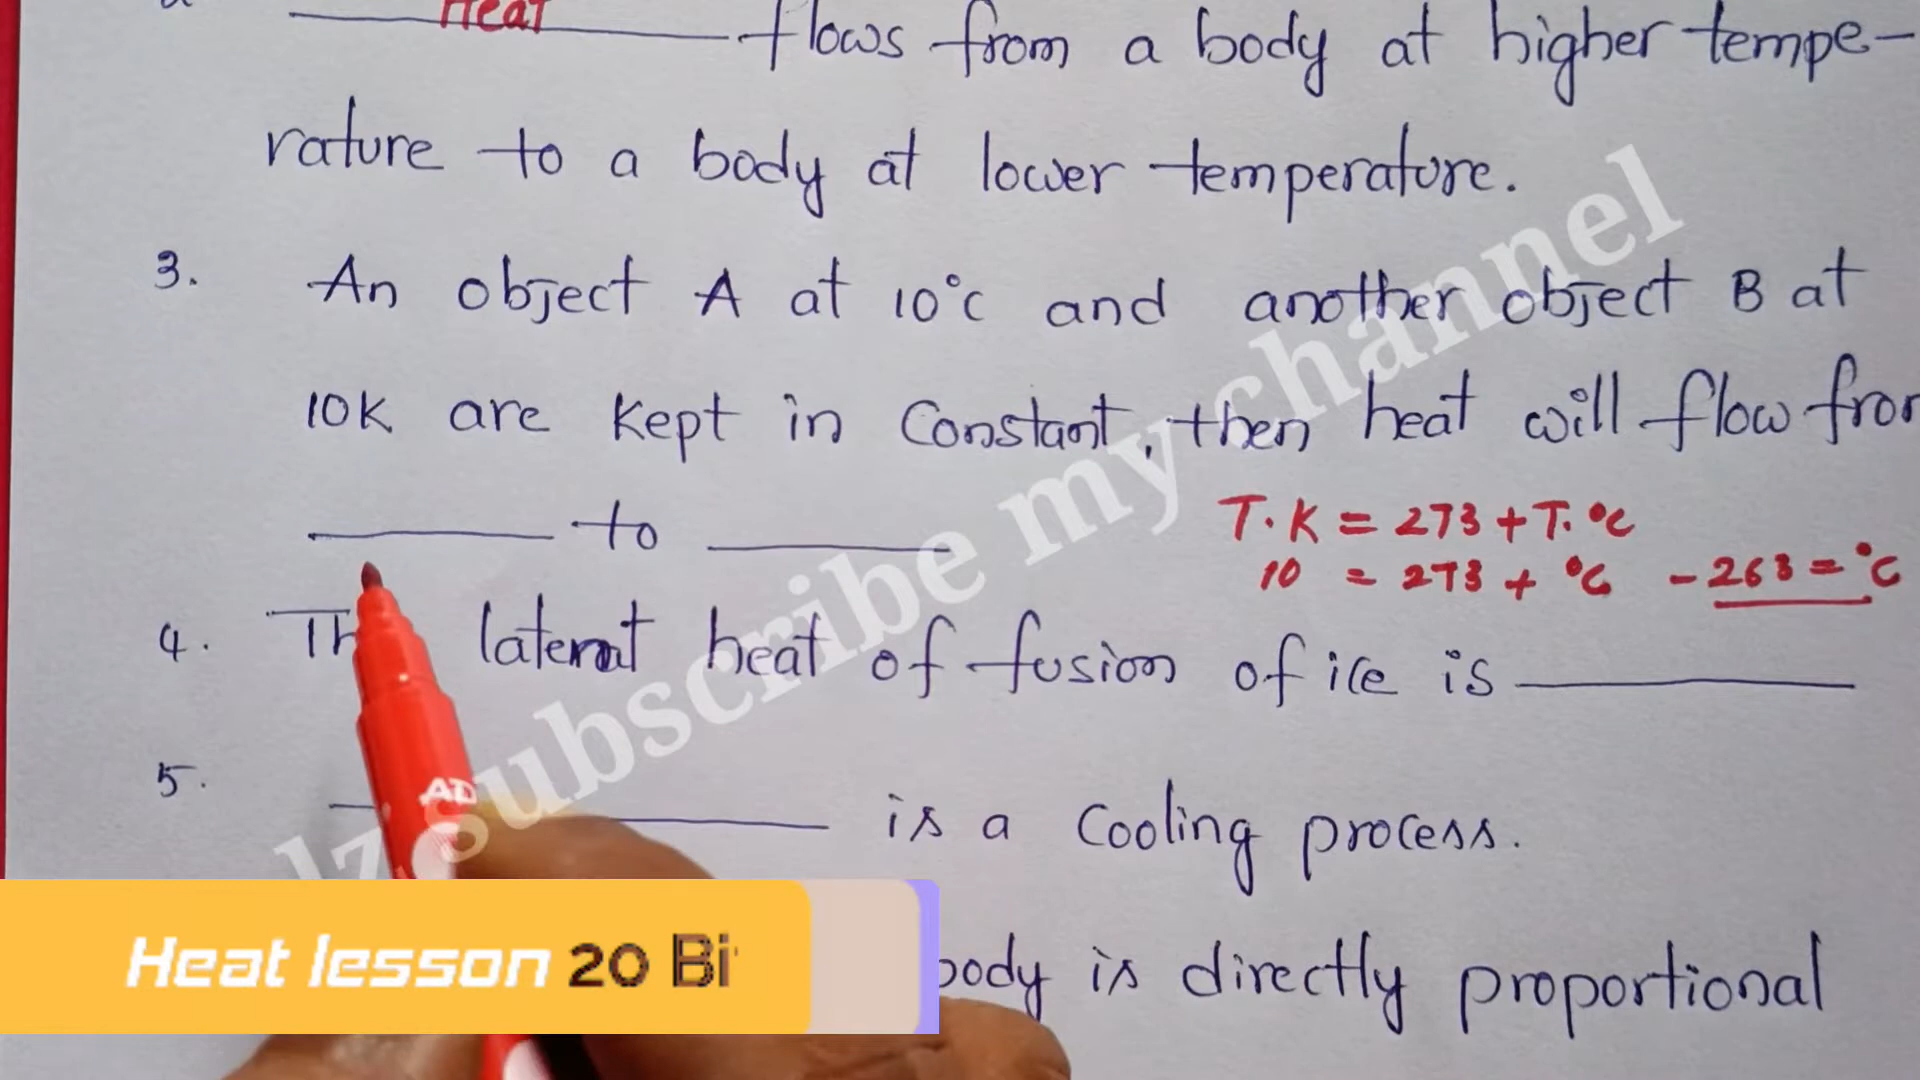 Heat flows from a body at higher tempe-
rature to a body at lower temperature.
3. An object A at 10°c and another object B at
10K are kept in Constant, then heat will flow from
to
T.K = 273 + T.°c
10 = 273 + °c -263 = °c
4. The latent heat of fusion of ice is
5. is a cooling process.
body is directly proportional
subscribe my channel
AD
Heat lesson 20 Bi